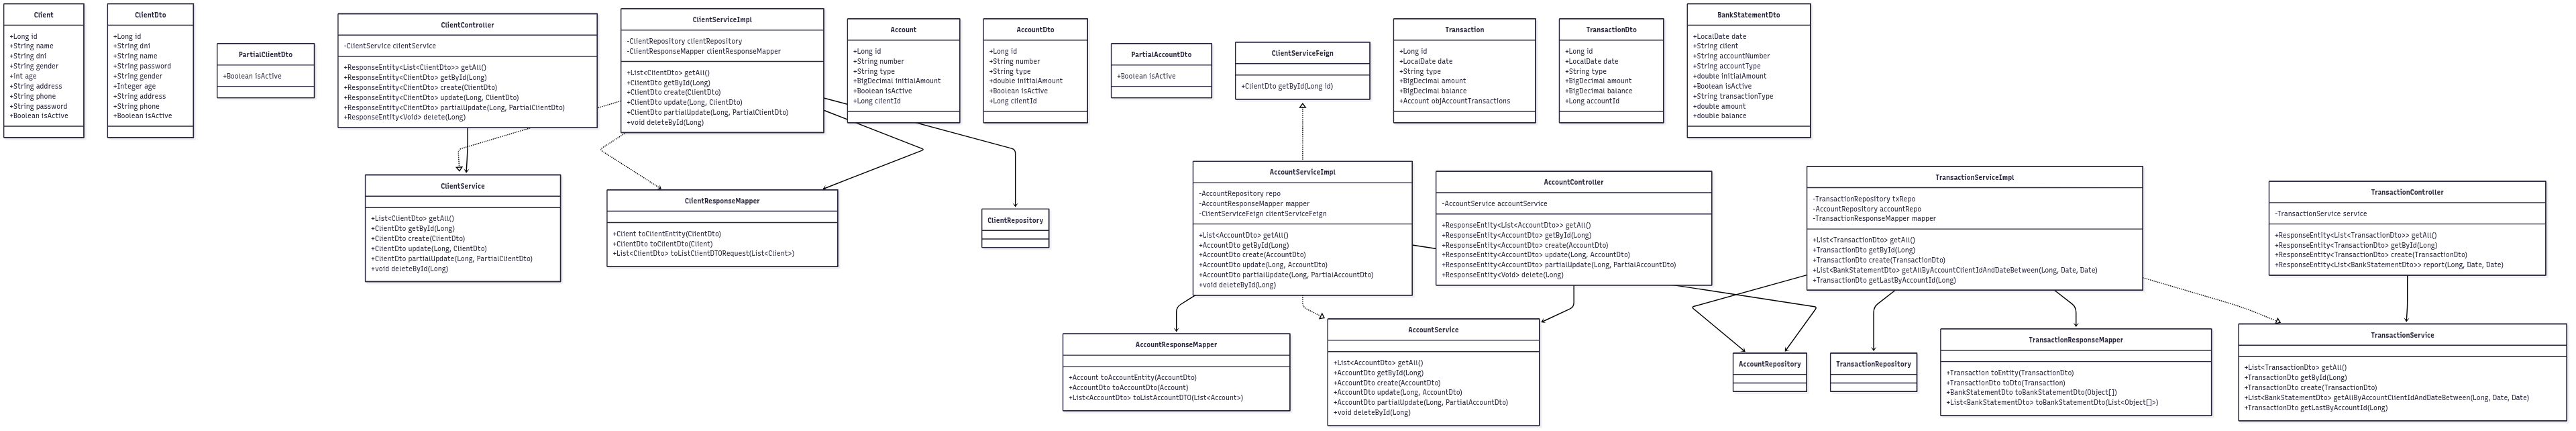 Client
+Long id
+String name
+String dni
+String gender
+int age
+String address
+String phone
+String password
+Boolean isActive
ClientDto
+Long id
+String dni
+String name
+String password
+String gender
+Integer age
+String address
+String phone
+Boolean isActive
PartialClientDto
+Boolean isActive
ClientController
-ClientService clientService
+ResponseEntity<List<ClientDto>> getAll()
+ResponseEntity<ClientDto> getById(Long)
+ResponseEntity<ClientDto> create(ClientDto)
+ResponseEntity<ClientDto> update(Long, ClientDto)
+ResponseEntity<ClientDto> partialUpdate(Long, PartialClientDto)
+ResponseEntity<Void> delete(Long)
ClientServiceImpl
-ClientRepository clientRepository
-ClientResponseMapper clientResponseMapper
+List<ClientDto> getAll()
+ClientDto getById(Long)
+ClientDto create(ClientDto)
+ClientDto update(Long, ClientDto)
+ClientDto partialUpdate(Long, PartialClientDto)
+void deleteById(Long)
Account
+Long id
+String number
+String type
+BigDecimal initialAmount
+Boolean isActive
+Long clientId
AccountDto
+Long id
+String number
+String type
+double initialAmount
+Boolean isActive
+Long clientId
PartialAccountDto
+Boolean isActive
ClientServiceFeign
+ClientDto getById(Long id)
Transaction
+Long id
+LocalDate date
+String type
+BigDecimal amount
+BigDecimal balance
+Account objAccountTransactions
TransactionDto
+Long id
+LocalDate date
+String type
+BigDecimal amount
+BigDecimal balance
+Long accountId
BankStatementDto
+LocalDate date
+String client
+String accountNumber
+String accountType
+double initialAmount
+Boolean isActive
+String transactionType
+double amount
+double balance
ClientService
+List<ClientDto> getAll()
+ClientDto getById(Long)
+ClientDto create(ClientDto)
+ClientDto update(Long, ClientDto)
+ClientDto partialUpdate(Long, PartialClientDto)
+void deleteById(Long)
ClientResponseMapper
+Client toClientEntity(ClientDto)
+ClientDto toClientDto(Client)
+List<ClientDto> toListClientDTORequest(List<Client>)
ClientRepository
AccountServiceImpl
-AccountRepository repo
-AccountResponseMapper mapper
-ClientServiceFeign clientServiceFeign
+List<AccountDto> getAll()
+AccountDto getById(Long)
+AccountDto create(AccountDto)
+AccountDto update(Long, AccountDto)
+AccountDto partialUpdate(Long, PartialAccountDto)
+void deleteById(Long)
AccountController
-AccountService accountService
+ResponseEntity<List<AccountDto>> getAll()
+ResponseEntity<AccountDto> getById(Long)
+ResponseEntity<AccountDto> create(AccountDto)
+ResponseEntity<AccountDto> update(Long, AccountDto)
+ResponseEntity<AccountDto> partialUpdate(Long, PartialAccountDto)
+ResponseEntity<Void> delete(Long)
TransactionServiceImpl
-TransactionRepository txRepo
-AccountRepository accountRepo
-TransactionResponseMapper mapper
+List<TransactionDto> getAll()
+TransactionDto getById(Long)
+TransactionDto create(TransactionDto)
+List<BankStatementDto> getAllByAccountClientIdAndDateBetween(Long, Date, Date)
+TransactionDto getLastByAccountId(Long)
TransactionController
-TransactionService service
+ResponseEntity<List<TransactionDto>> getAll()
+ResponseEntity<TransactionDto> getById(Long)
+ResponseEntity<TransactionDto> create(TransactionDto)
+ResponseEntity<List<BankStatementDto>> report(Long, Date, Date)
AccountResponseMapper
+Account toAccountEntity(AccountDto)
+AccountDto toAccountDto(Account)
+List<AccountDto> toListAccountDTO(List<Account>)
AccountService
+List<AccountDto> getAll()
+AccountDto getById(Long)
+AccountDto create(AccountDto)
+AccountDto update(Long, AccountDto)
+AccountDto partialUpdate(Long, PartialAccountDto)
+void deleteById(Long)
AccountRepository
TransactionRepository
TransactionResponseMapper
+Transaction toEntity(TransactionDto)
+TransactionDto toDto(Transaction)
+BankStatementDto toBankStatementDto(Object[])
+List<BankStatementDto> toBankStatementDto(List<Object[]>)
TransactionService
+List<TransactionDto> getAll()
+TransactionDto getById(Long)
+TransactionDto create(TransactionDto)
+List<BankStatementDto> getAllByAccountClientIdAndDateBetween(Long, Date, Date)
+TransactionDto getLastByAccountId(Long)